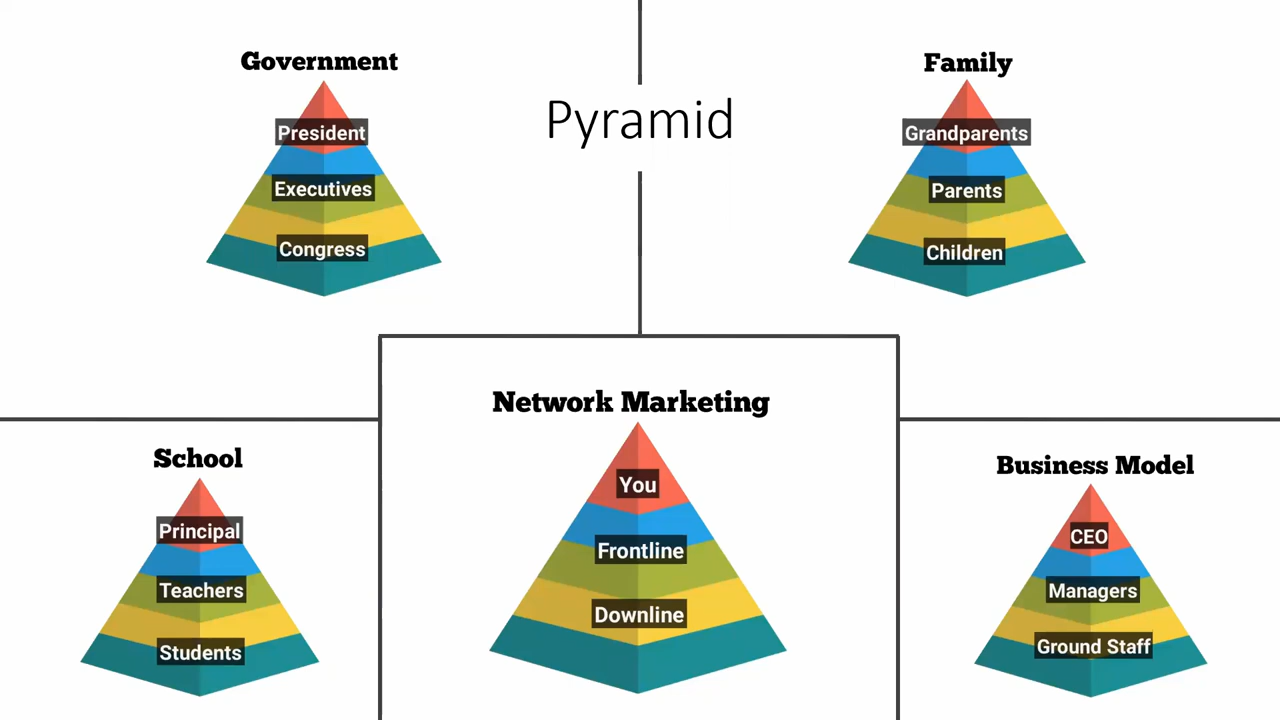 Government
President
Executives
Congress
Pyramid
Family
Grandparents
Parents
Children
School
Principal
Teachers
Students
Network Marketing
You
Frontline
Downline
Business Model
CEO
Managers
Ground Staff